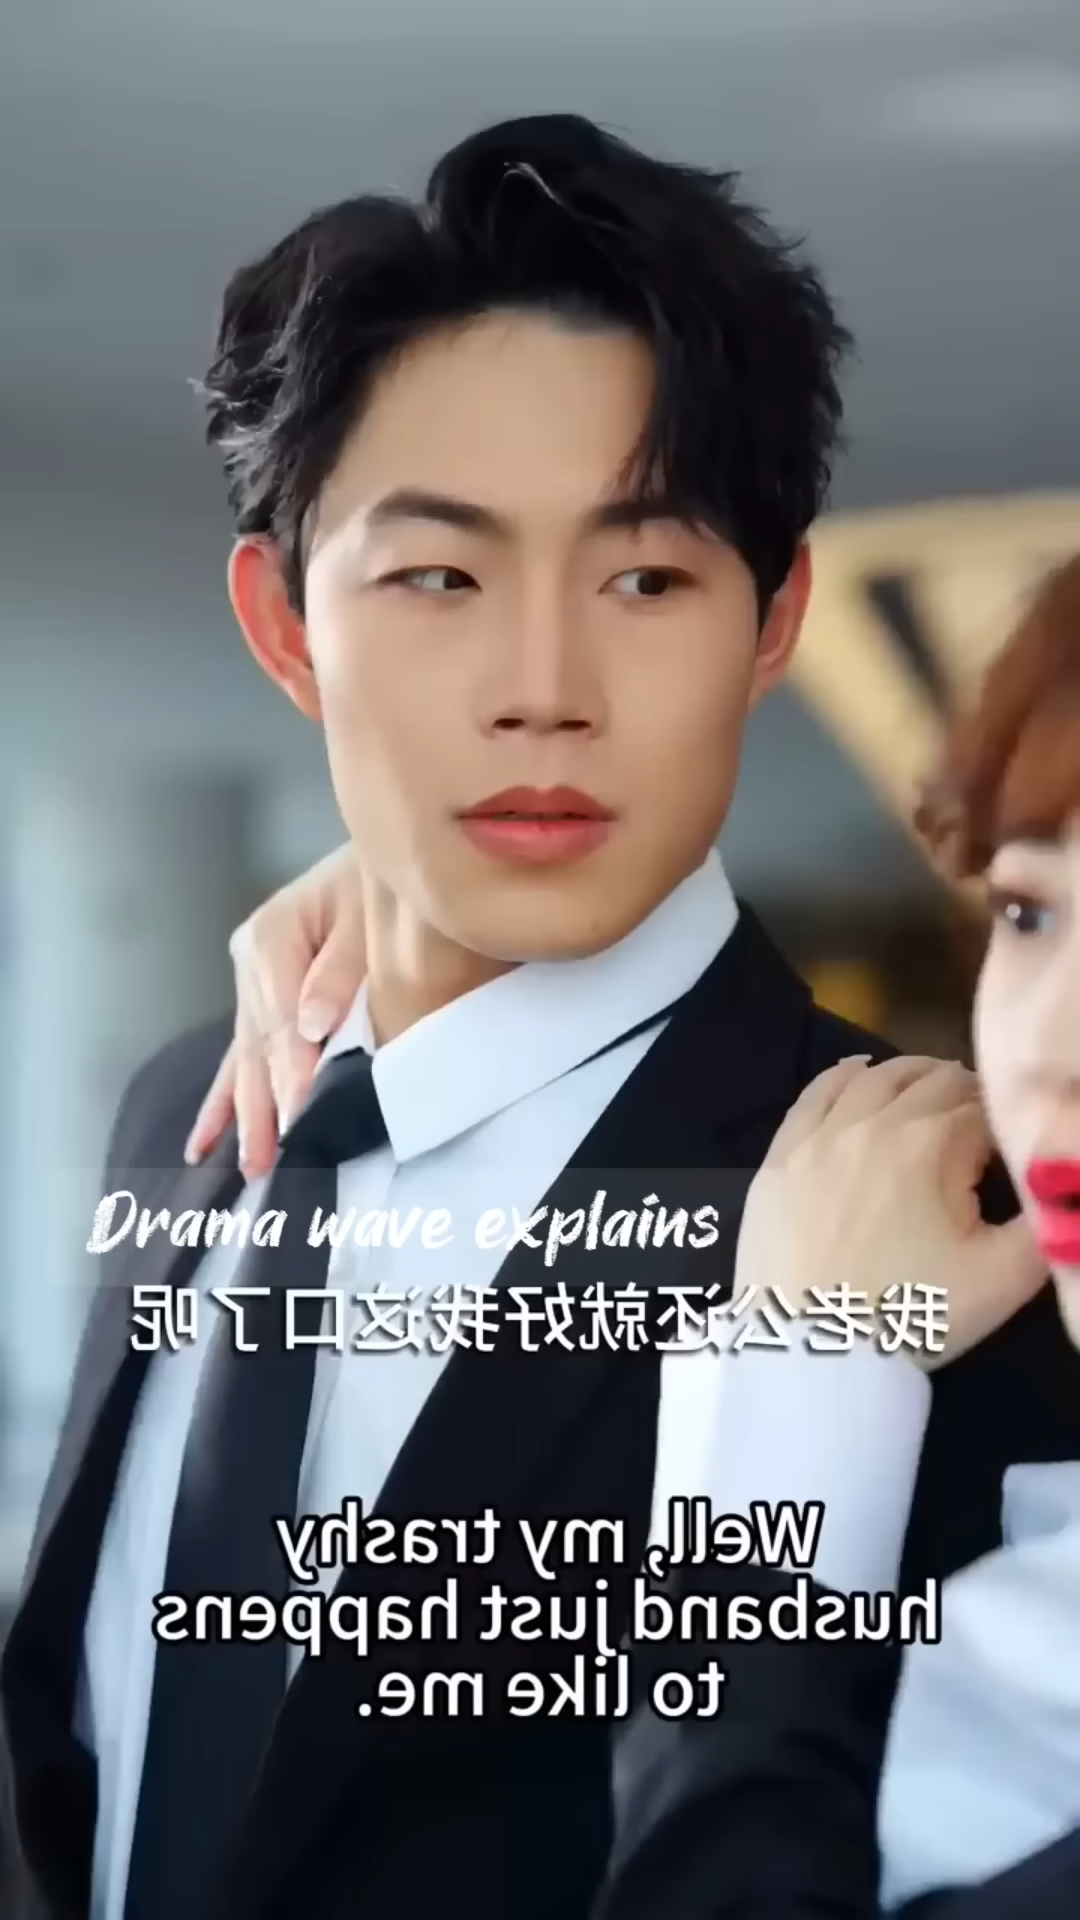 Drama wave explains
我老公还就好我这口了呢
Well, my trashy
husband just happens
to like me.